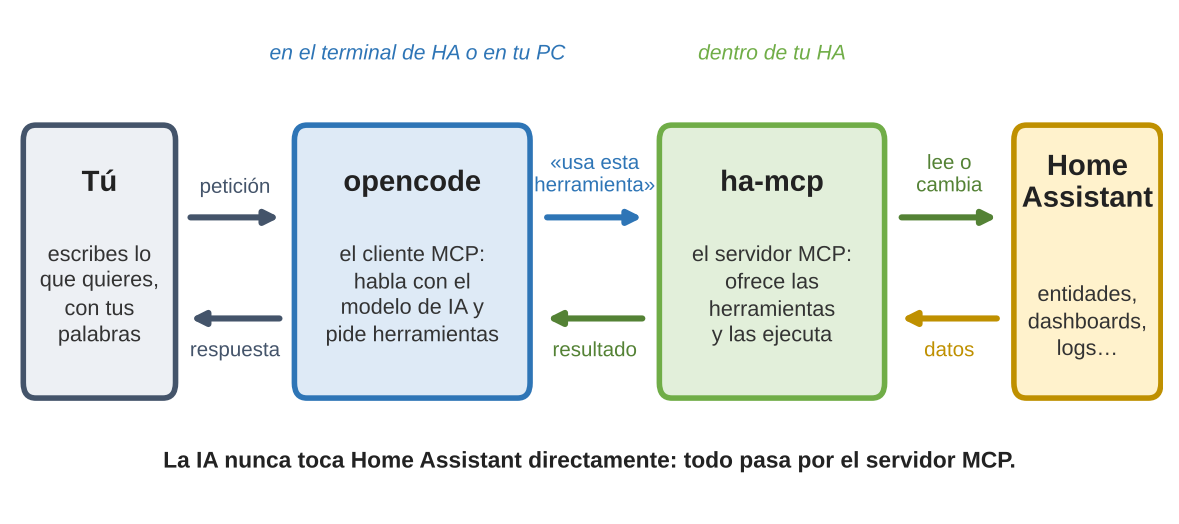 en el terminal de HA o en tu PC
dentro de tu HA
Tú
escribes lo
que quieres,
con tus
palabras
petición
respuesta
opencode
el cliente MCP:
habla con el
modelo de IA y
pide herramientas
«usa esta
herramienta»
resultado
ha-mcp
el servidor MCP:
ofrece las
herramientas
y las ejecuta
lee o
cambia
datos
Home
Assistant
entidades,
dashboards,
logs…
La IA nunca toca Home Assistant directamente: todo pasa por el servidor MCP.